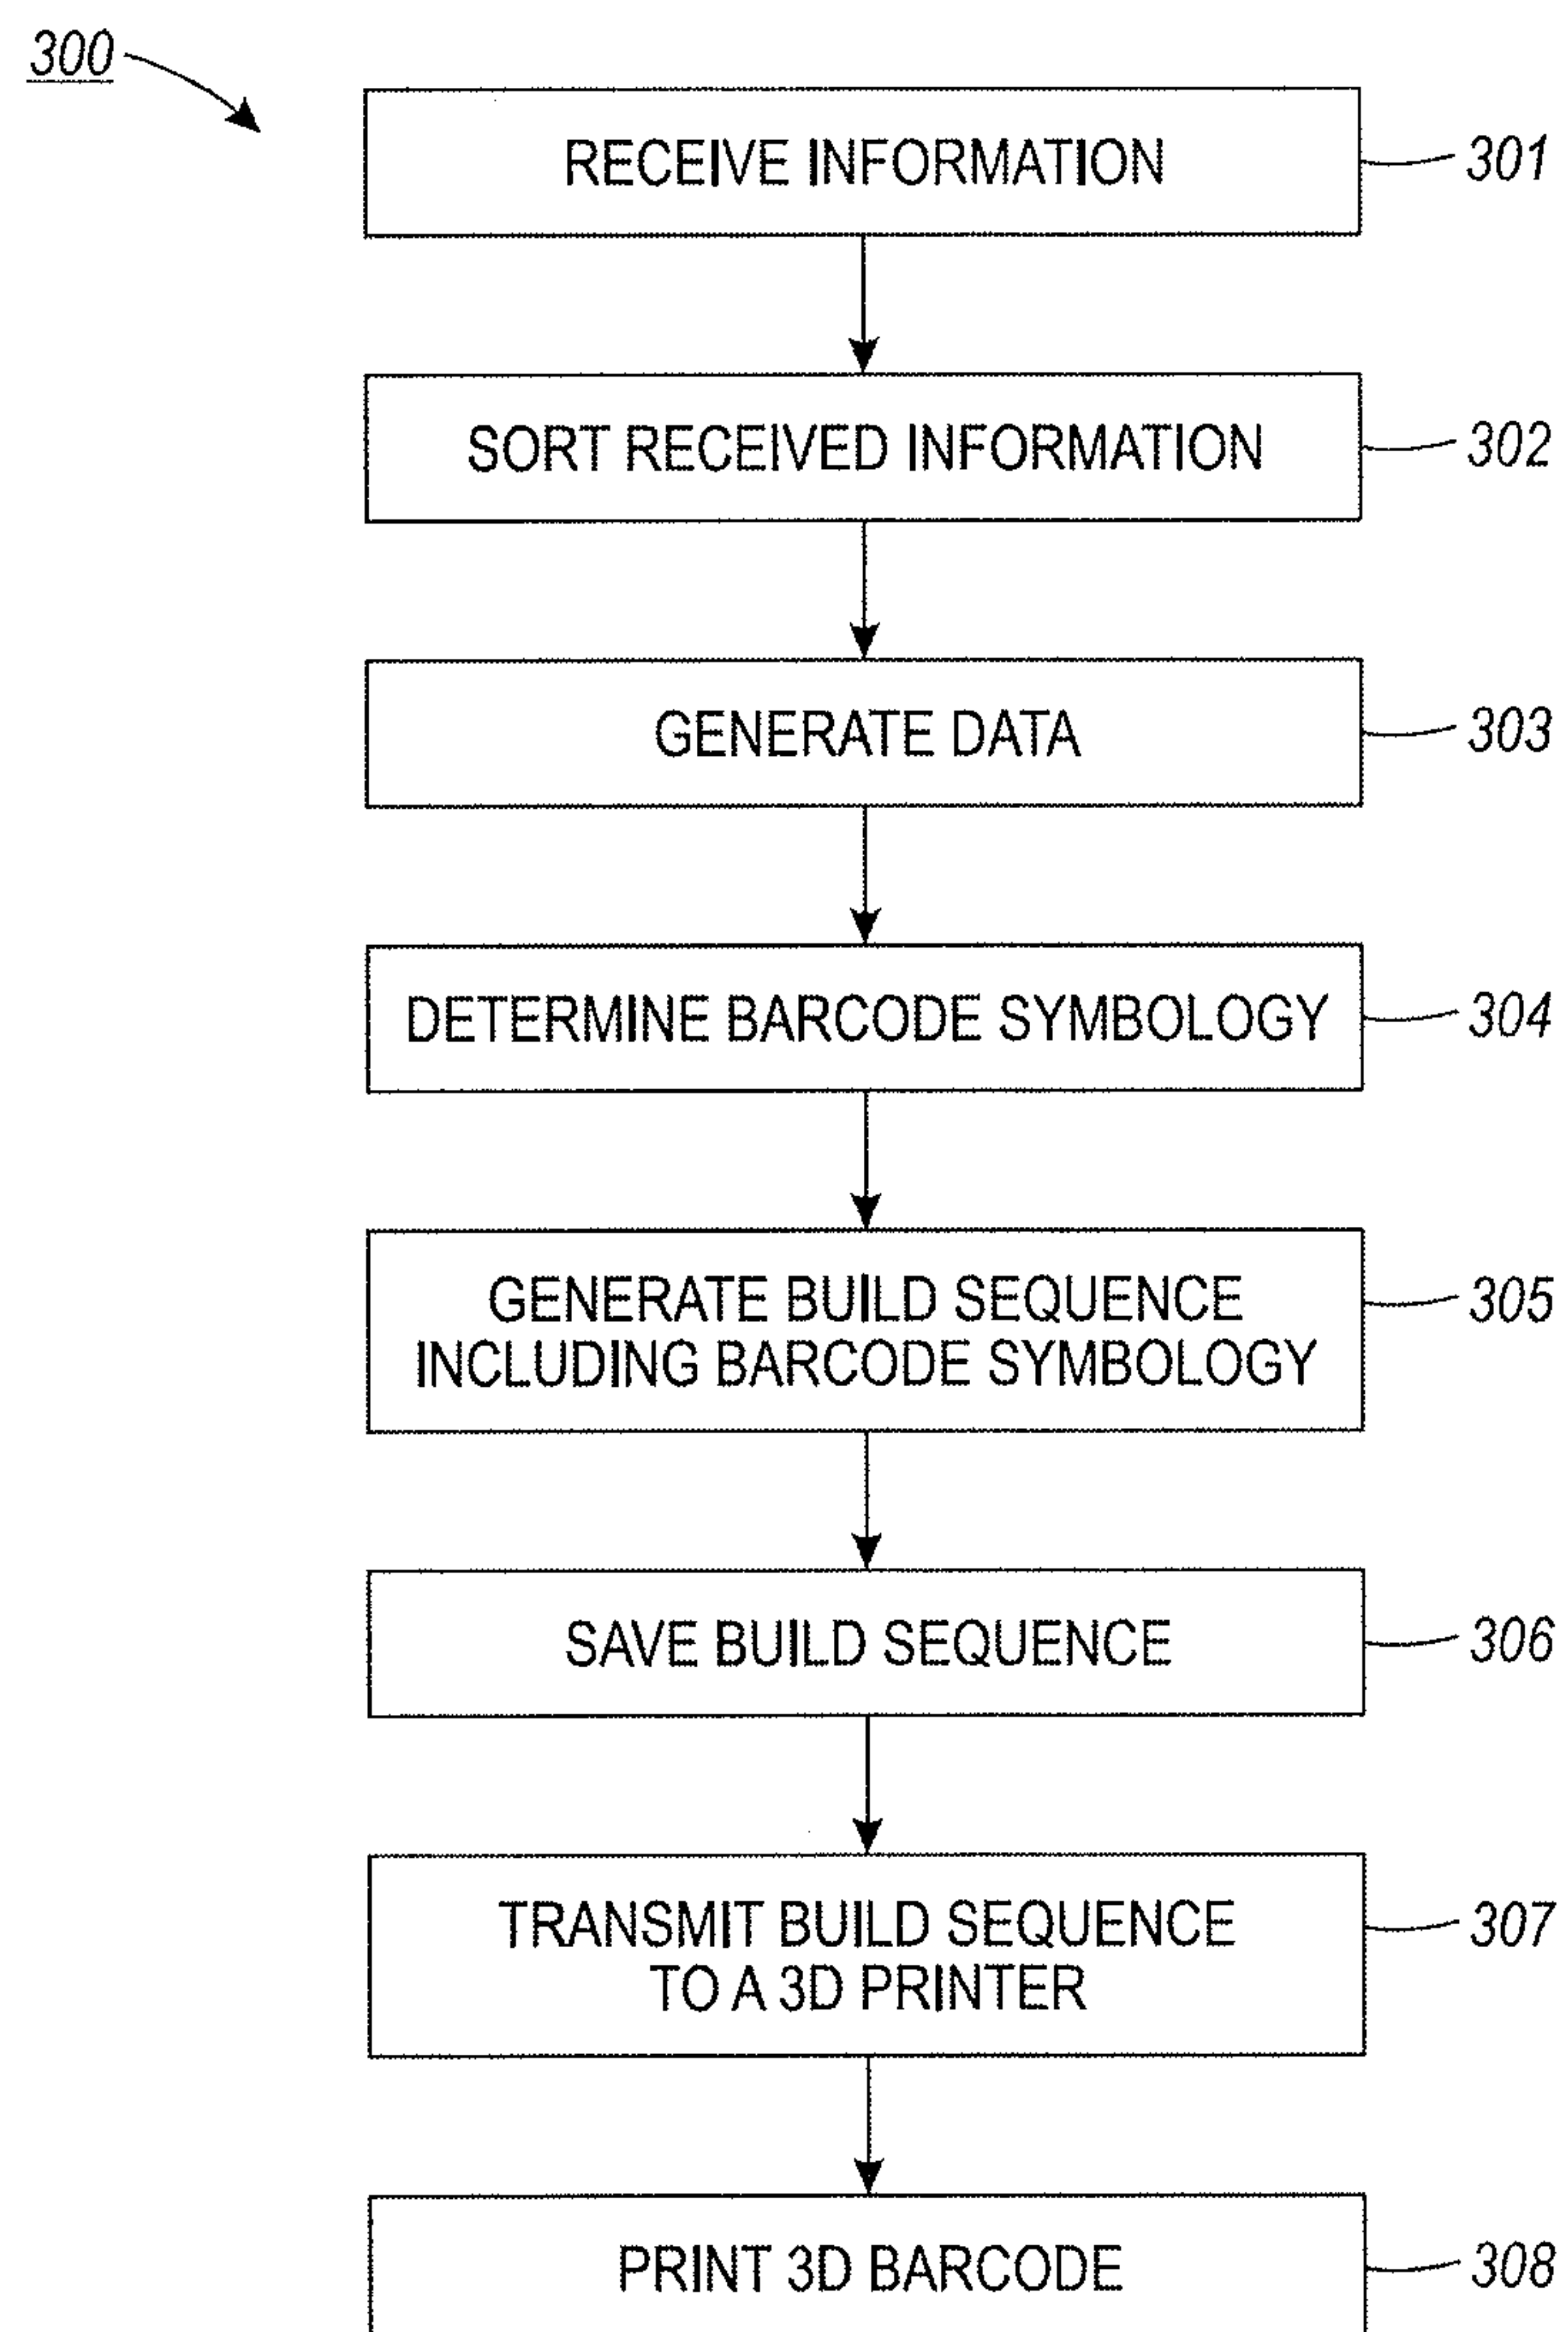 300
RECEIVE INFORMATION
301
SORT RECEIVED INFORMATION
302
GENERATE DATA
303
DETERMINE BARCODE SYMBOLOGY
304
GENERATE BUILD SEQUENCE
INCLUDING BARCODE SYMBOLOGY
305
SAVE BUILD SEQUENCE
306
TRANSMIT BUILD SEQUENCE
TO A 3D PRINTER
307
PRINT 3D BARCODE
308